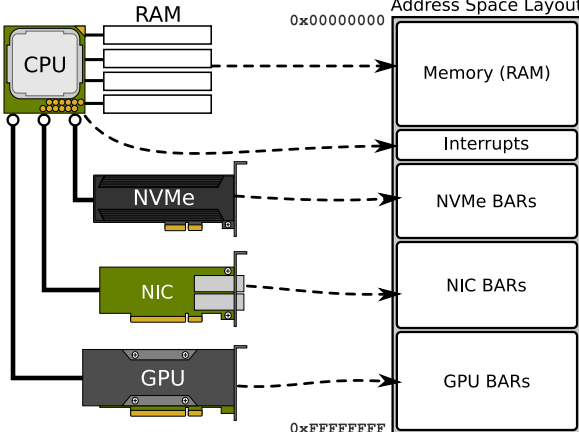 RAM
Address Space Layout
0x00000000
CPU
Memory (RAM)
Interrupts
NVMe
NVMe BARs
NIC
NIC BARs
GPU
GPU BARs
0xFFFFFFFF